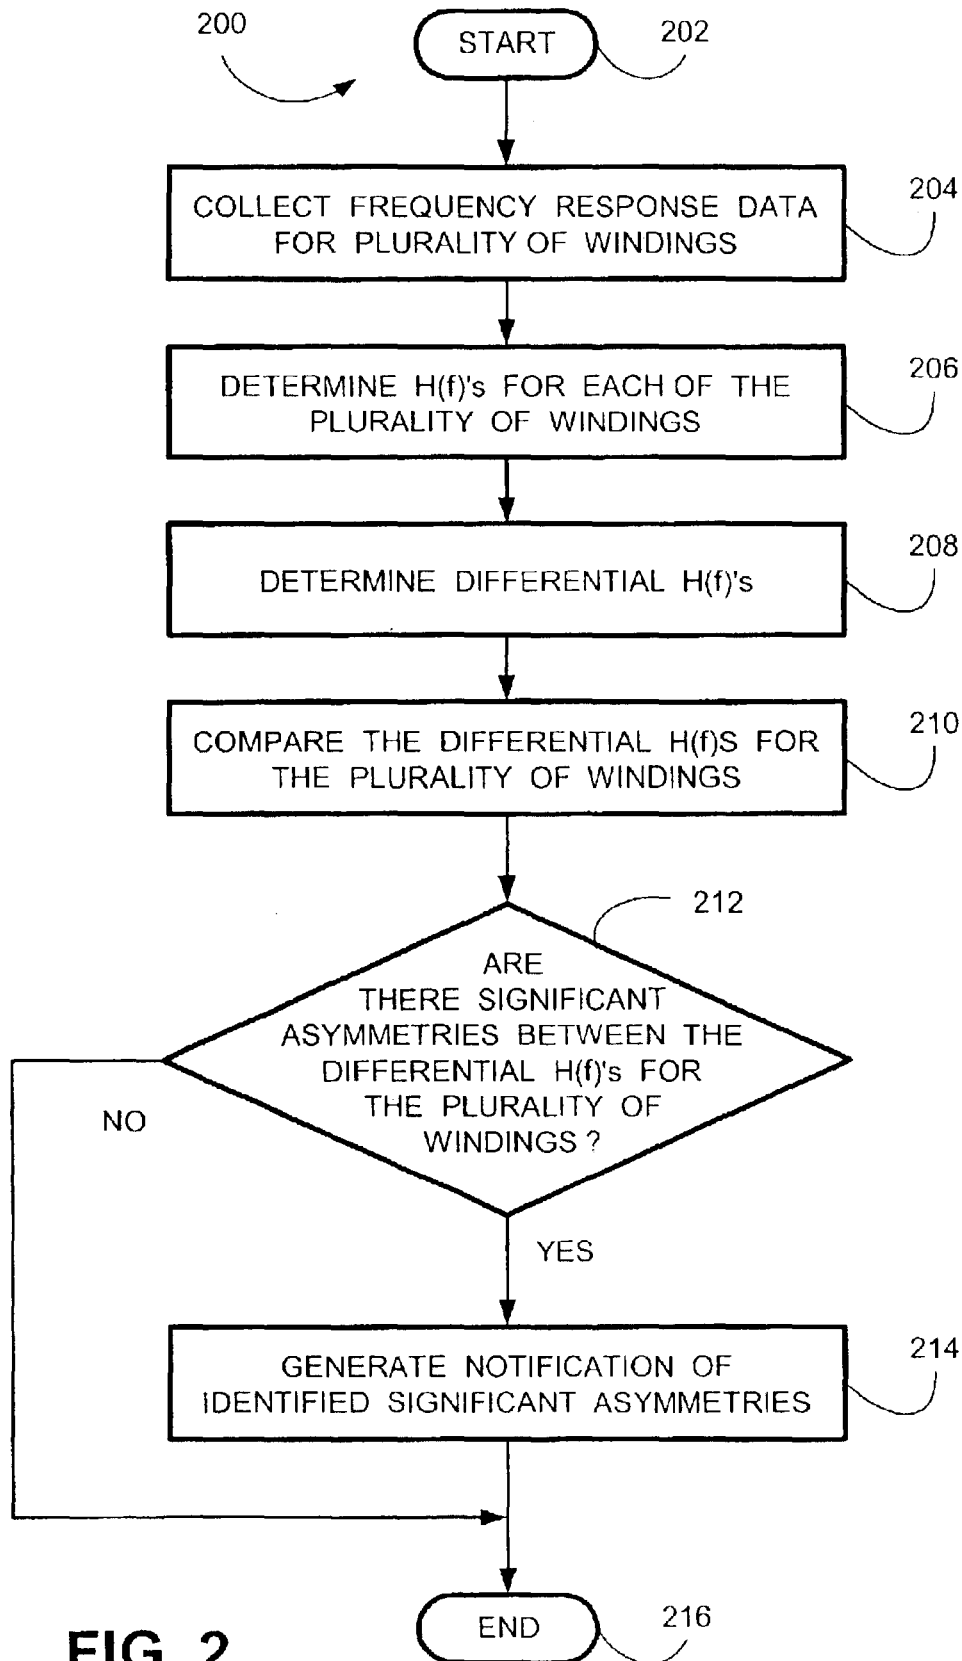 200
START
202
COLLECT FREQUENCY RESPONSE DATA
FOR PLURALITY OF WINDINGS
204
DETERMINE H(f)'s FOR EACH OF THE
PLURALITY OF WINDINGS
206
DETERMINE DIFFERENTIAL H(f)'s
208
COMPARE THE DIFFERENTIAL H(f)S FOR
THE PLURALITY OF WINDINGS
210
212
ARE
THERE SIGNIFICANT
ASYMMETRIES BETWEEN THE
DIFFERENTIAL H(f)'s FOR
THE PLURALITY OF
WINDINGS ?
NO
YES
GENERATE NOTIFICATION OF
IDENTIFIED SIGNIFICANT ASYMMETRIES
214
END
216
FIG. 2